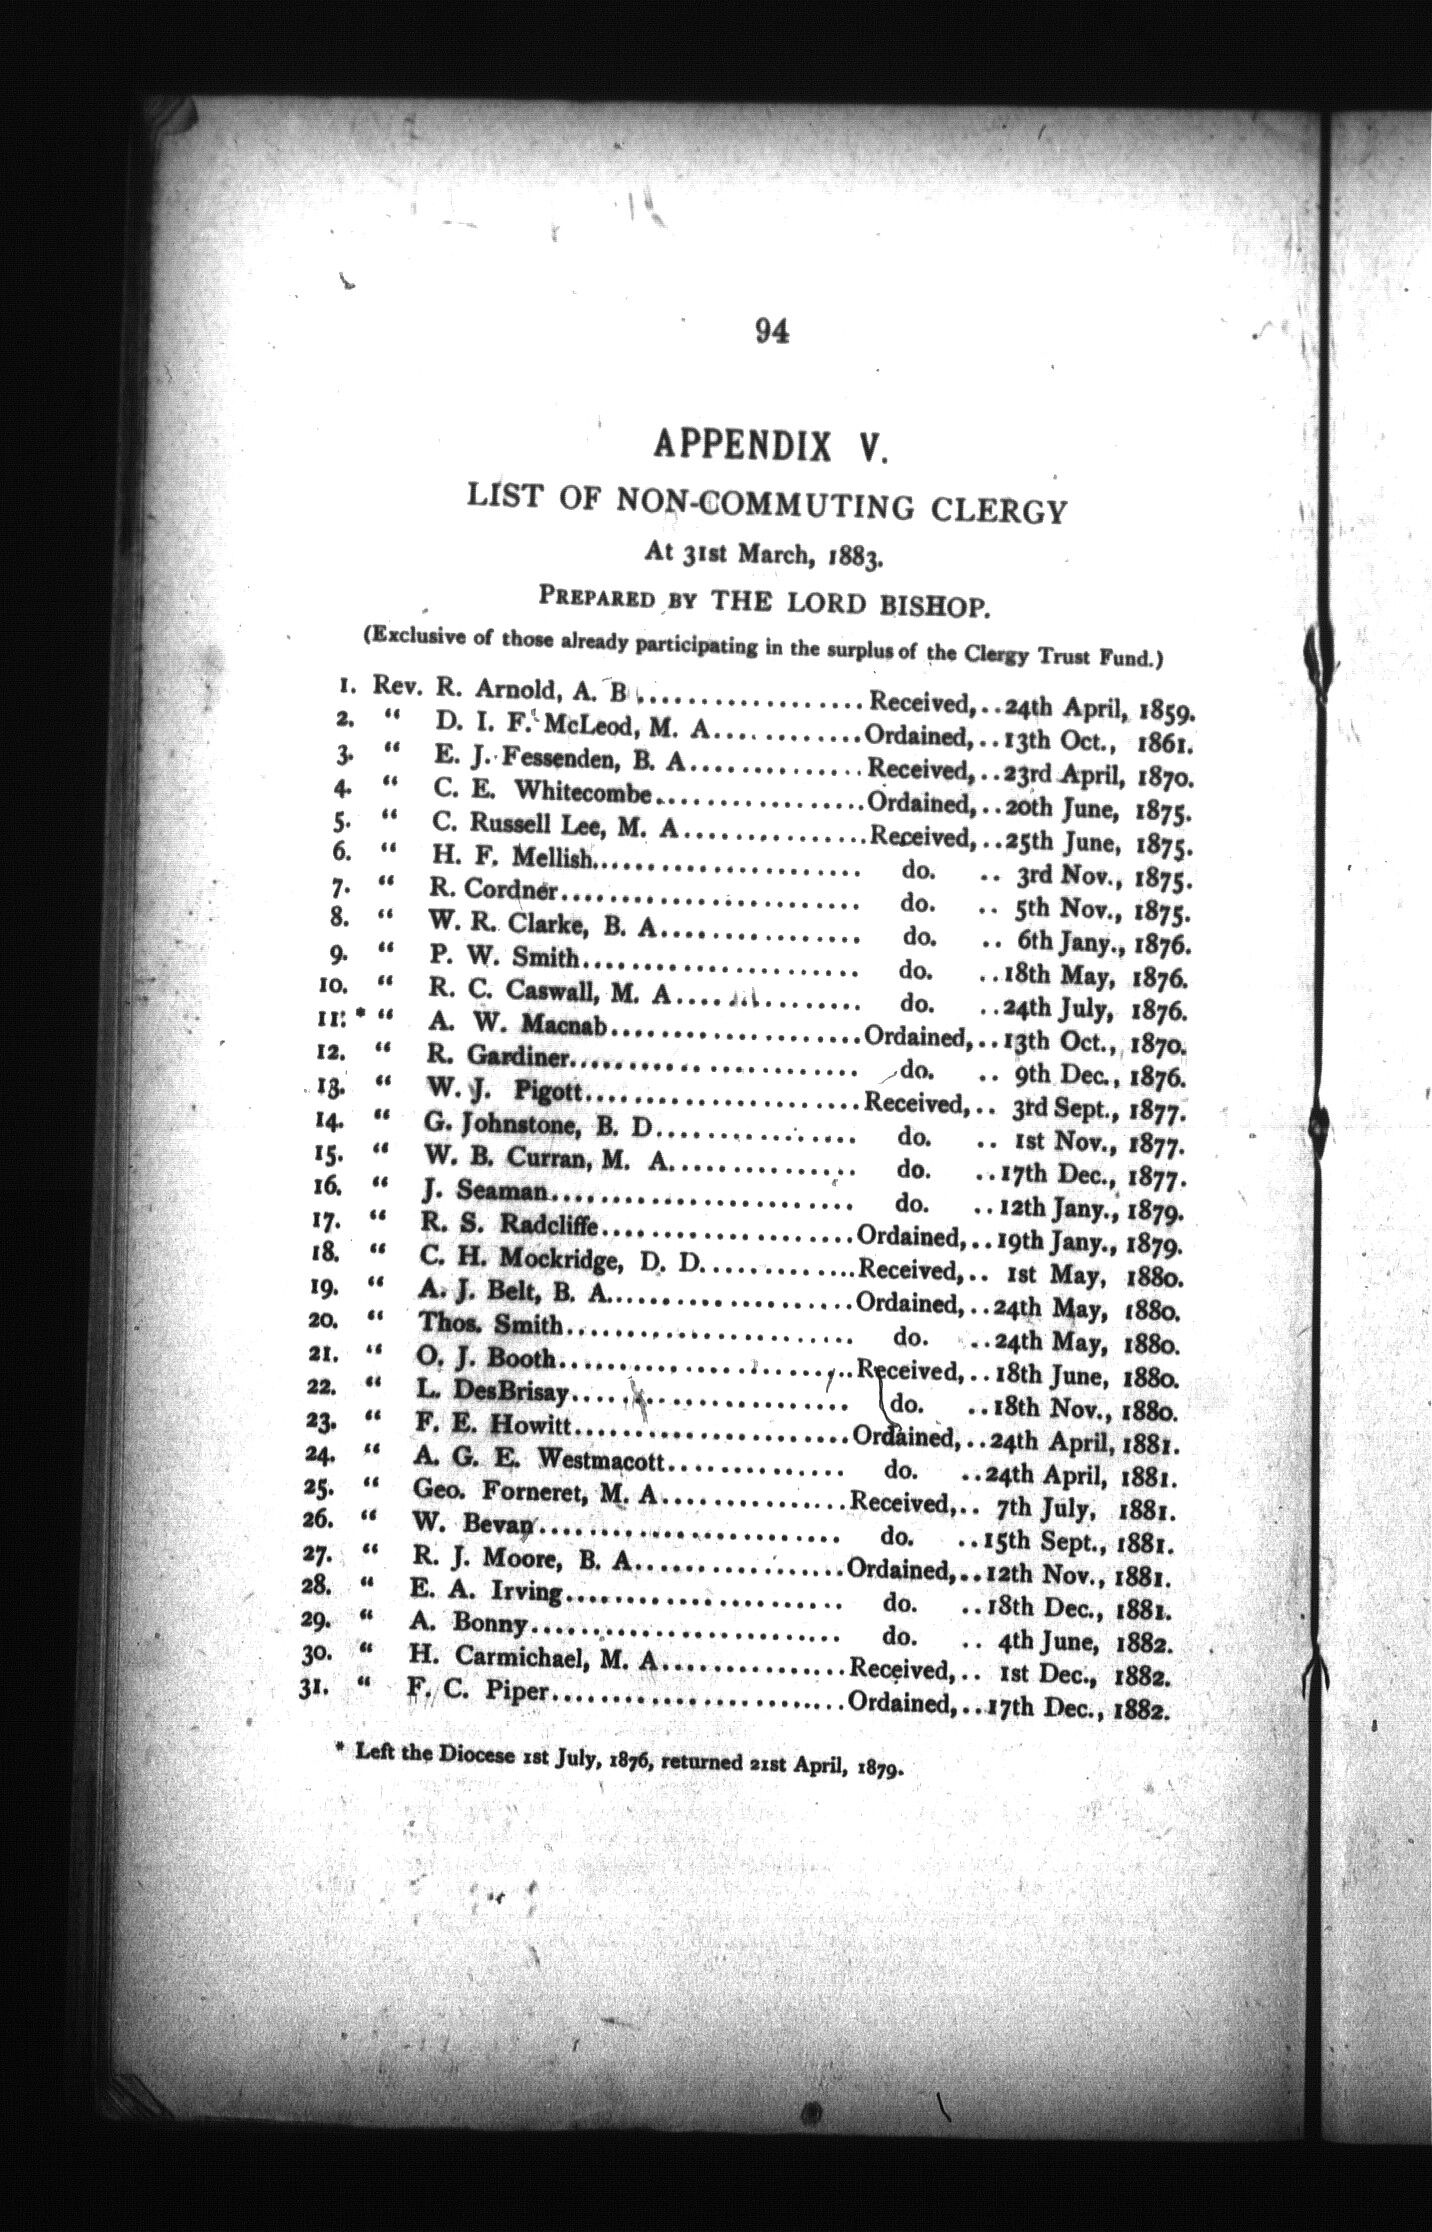 94
APPENDIX V.
LIST OF NON-COMMUTING CLERGY
At 31st March, 1883.
PREPARED BY THE LORD BISHOP.
(Exclusive of those already participating in the surplus of the Clergy Trust Fund.)
1. Rev. R. Arnold, A. B..................Received,..24th April, 1859.
2. “ D. I. F. McLeod, M. A............Ordained,..13th Oct., 1861.
3. “ E. J. Fessenden, B. A..............Received,..23rd April, 1870.
4. “ C. E. Whitecombe.................Ordained,..20th June, 1875.
5. “ C. Russell Lee, M. A...............Received,..25th June, 1875.
6. “ H. F. Mellish...................... do. .. 3rd Nov., 1875.
7. “ R. Cordner........................ do. .. 5th Nov., 1875.
8. “ W. R. Clarke, B. A................ do. .. 6th Jany., 1876.
9. “ P. W. Smith....................... do. ..18th May, 1876.
10. “ R. C. Caswall, M. A............... do. ..24th July, 1876.
11. * “ A. W. Macnab.....................Ordained,..13th Oct., 1870.
12. “ R. Gardiner........................ do. .. 9th Dec., 1876.
13. “ W. J. Pigott.......................Received,.. 3rd Sept., 1877.
14. “ G. Johnstone, B. D................ do. .. 1st Nov., 1877.
15. “ W. B. Curran, M. A............... do. ..17th Dec., 1877.
16. “ J. Seaman......................... do. ..12th Jany., 1879.
17. “ R. S. Radcliffe.....................Ordained,..19th Jany., 1879.
18. “ C. H. Mockridge, D. D.............Received,.. 1st May, 1880.
19. “ A. J. Belt, B. A....................Ordained,..24th May, 1880.
20. “ Thos. Smith........................ do. ..24th May, 1880.
21. “ O. J. Booth........................Received,..18th June, 1880.
22. “ L. DesBrisay....................... do. ..18th Nov., 1880.
23. “ F. E. Howitt.......................Ordained,..24th April, 1881.
24. “ A. G. E. Westmacott............... do. ..24th April, 1881.
25. “ Geo. Forneret, M. A...............Received,.. 7th July, 1881.
26. “ W. Bevan......................... do. ..15th Sept., 1881.
27. “ R. J. Moore, B. A.................Ordained,..12th Nov., 1881.
28. “ E. A. Irving....................... do. ..18th Dec., 1881.
29. “ A. Bonny.......................... do. .. 4th June, 1882.
30. “ H. Carmichael, M. A...............Received,.. 1st Dec., 1882.
31. “ F. C. Piper........................Ordained,..17th Dec., 1882.
* Left the Diocese 1st July, 1876, returned 21st April, 1879.